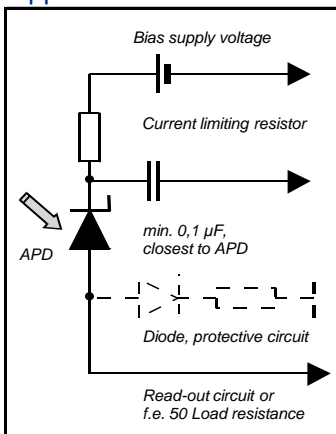 Bias supply voltage
Current limiting resistor
min. 0,1 µF,
closest to APD
APD
Diode, protective circuit
Read-out circuit or
f.e. 50 Load resistance